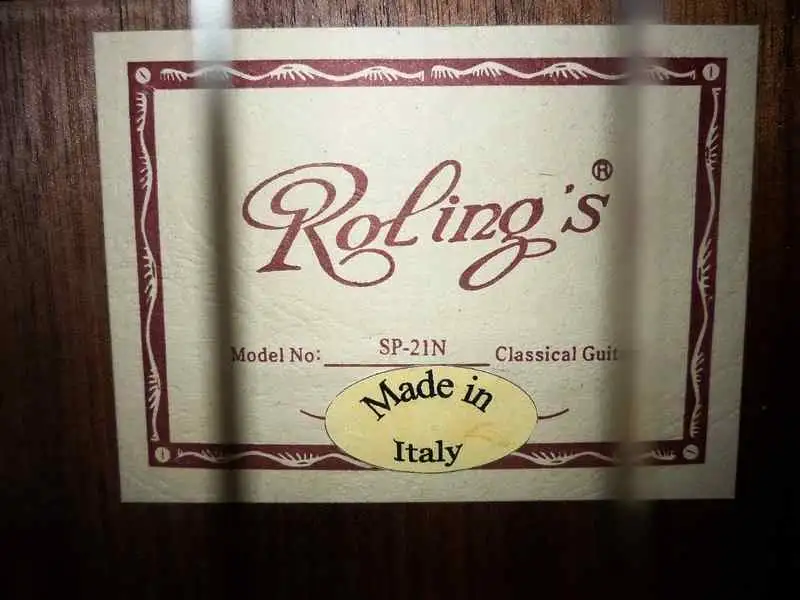 Roling's®
Model No: SP-21N Classical Guit
Made in
Italy